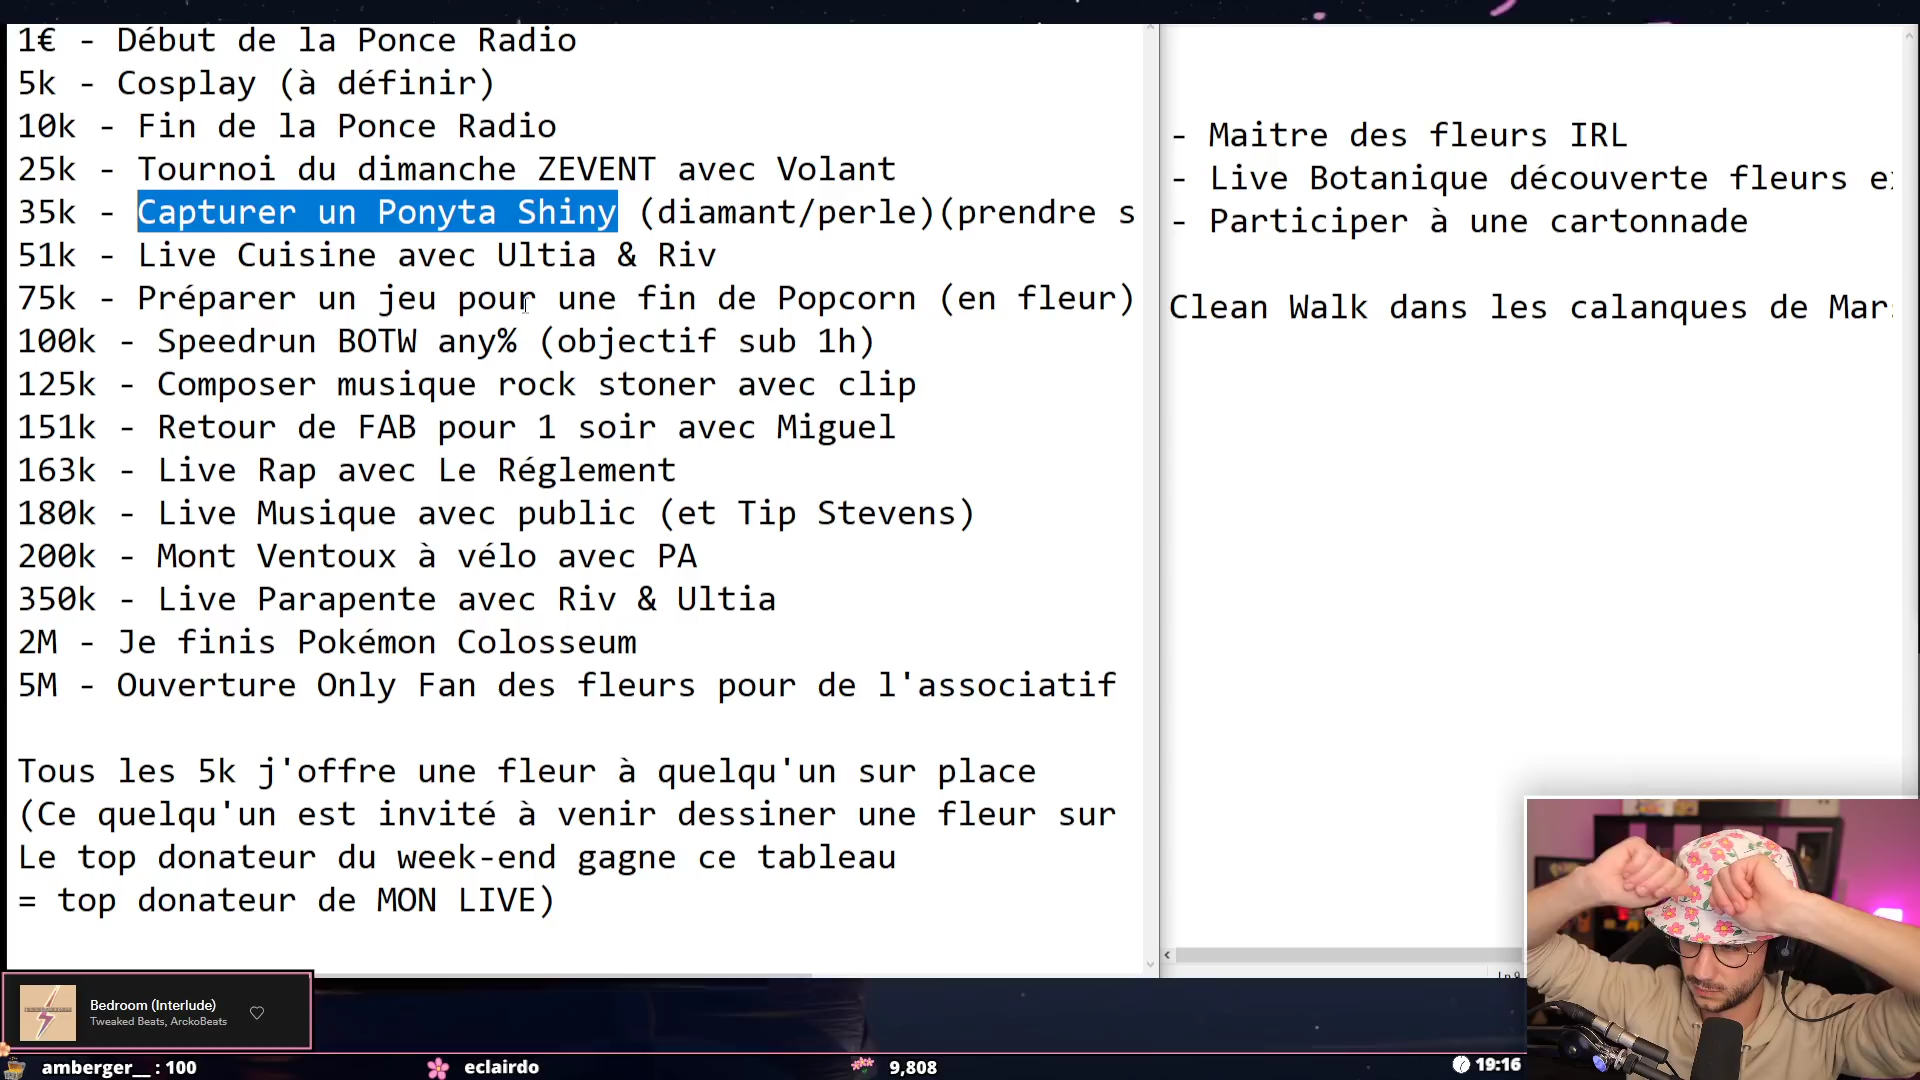 1€ - Début de la Ponce Radio
5k - Cosplay (à définir)
10k - Fin de la Ponce Radio
25k - Tournoi du dimanche ZEVENT avec Volant
35k - Capturer un Ponyta Shiny (diamant/perle)(prendre s
51k - Live Cuisine avec Ultia & Riv
75k - Préparer un jeu pour une fin de Popcorn (en fleur)
100k - Speedrun BOTW any% (objectif sub 1h)
125k - Composer musique rock stoner avec clip
151k - Retour de FAB pour 1 soir avec Miguel
163k - Live Rap avec Le Réglement
180k - Live Musique avec public (et Tip Stevens)
200k - Mont Ventoux à vélo avec PA
350k - Live Parapente avec Riv & Ultia
2M - Je finis Pokémon Colosseum
5M - Ouverture Only Fan des fleurs pour de l'associatif
Tous les 5k j'offre une fleur à quelqu'un sur place
(Ce quelqu'un est invité à venir dessiner une fleur sur
Le top donateur du week-end gagne ce tableau
= top donateur de MON LIVE)
- Maitre des fleurs IRL
- Live Botanique découverte fleurs e
- Participer à une cartonnade
Clean Walk dans les calanques de Mar
Bedroom (Interlude)
Tweaked Beats, ArckoBeats
amberger__ : 100
eclairdo
9,808
19:16